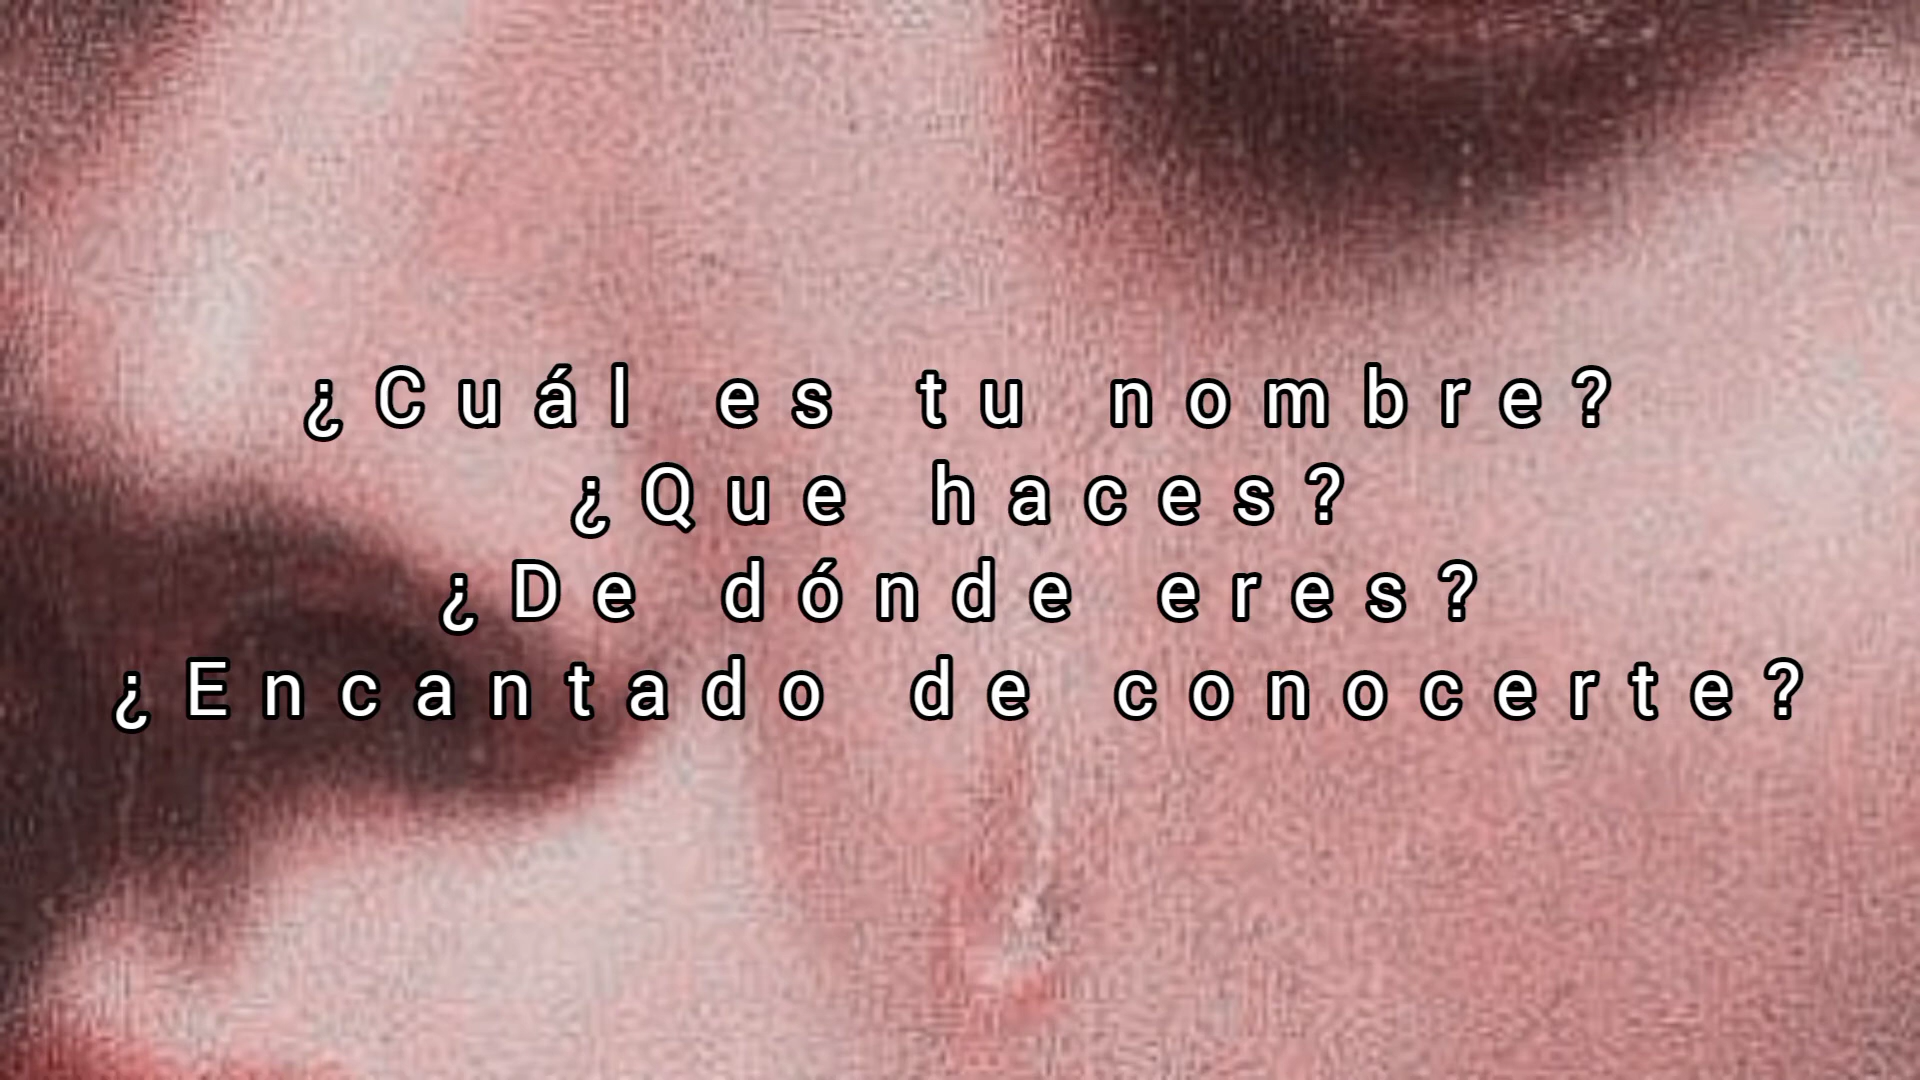 ¿Cuál es tu nombre?
¿Que haces?
¿De dónde eres?
¿Encantado de conocerte?